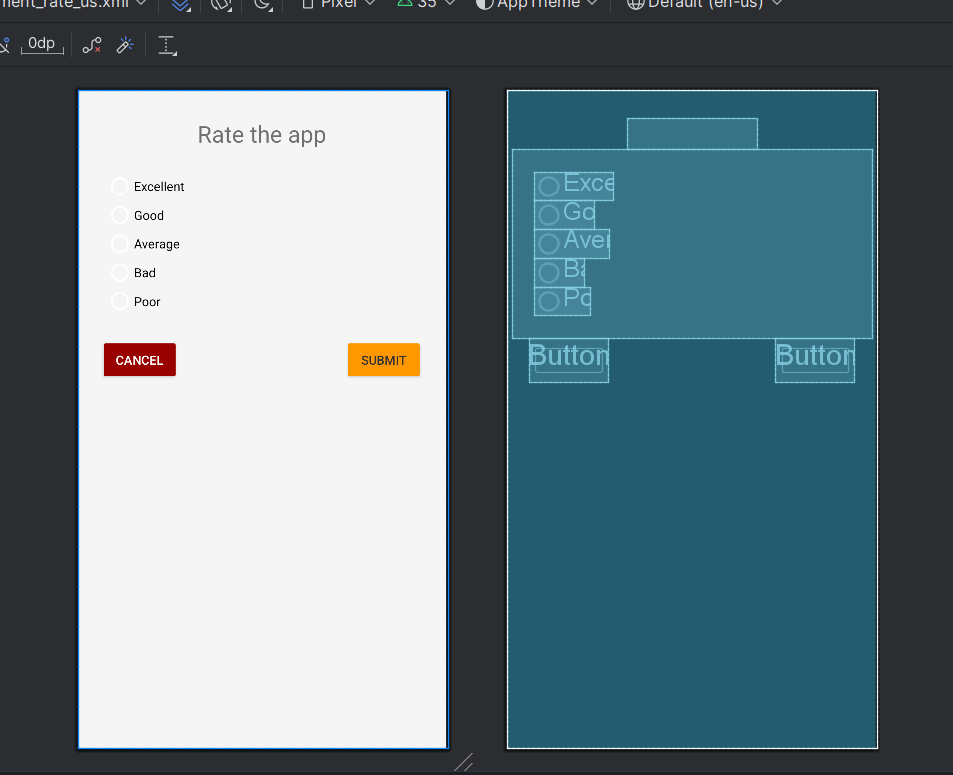 ment_rate_us.xml
Pixel
35
AppTheme
Default (en-us)
0dp
Rate the app
Excellent
Good
Average
Bad
Poor
CANCEL
SUBMIT
Exce
Go
Aver
Ba
Po
Button
Button